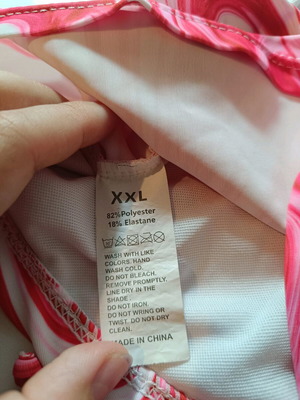 XXL
82%Polyester
18% Elastane
WASH WITH LIKE
COLORS. HAND
WASH COLD.
DO NOT BLEACH.
REMOVE PROMPTLY.
LINE DRY IN THE
SHADE .
DO NOT IRON.
DO NOT WRING OR
TWIST. DO NOT DRY
CLEAN.
MADE IN CHINA